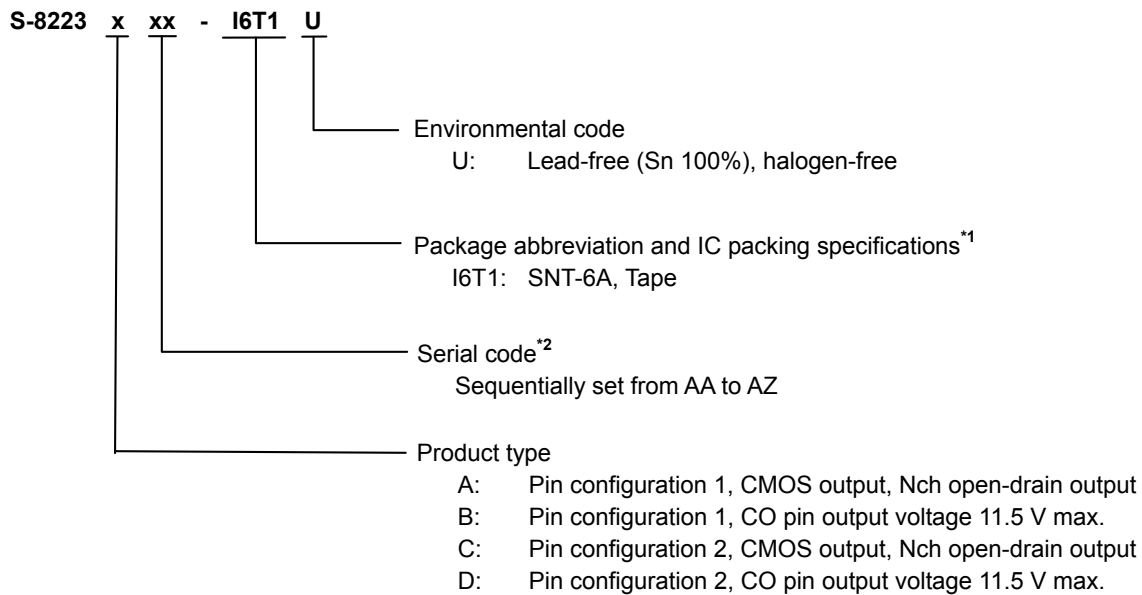 S-8223 x xx - I6T1 U
Environmental code
U: Lead-free (Sn 100%), halogen-free
Package abbreviation and IC packing specifications*1
I6T1: SNT-6A, Tape
Serial code*2
Sequentially set from AA to AZ
Product type
A: Pin configuration 1, CMOS output, Nch open-drain output
B: Pin configuration 1, CO pin output voltage 11.5 V max.
C: Pin configuration 2, CMOS output, Nch open-drain output
D: Pin configuration 2, CO pin output voltage 11.5 V max.